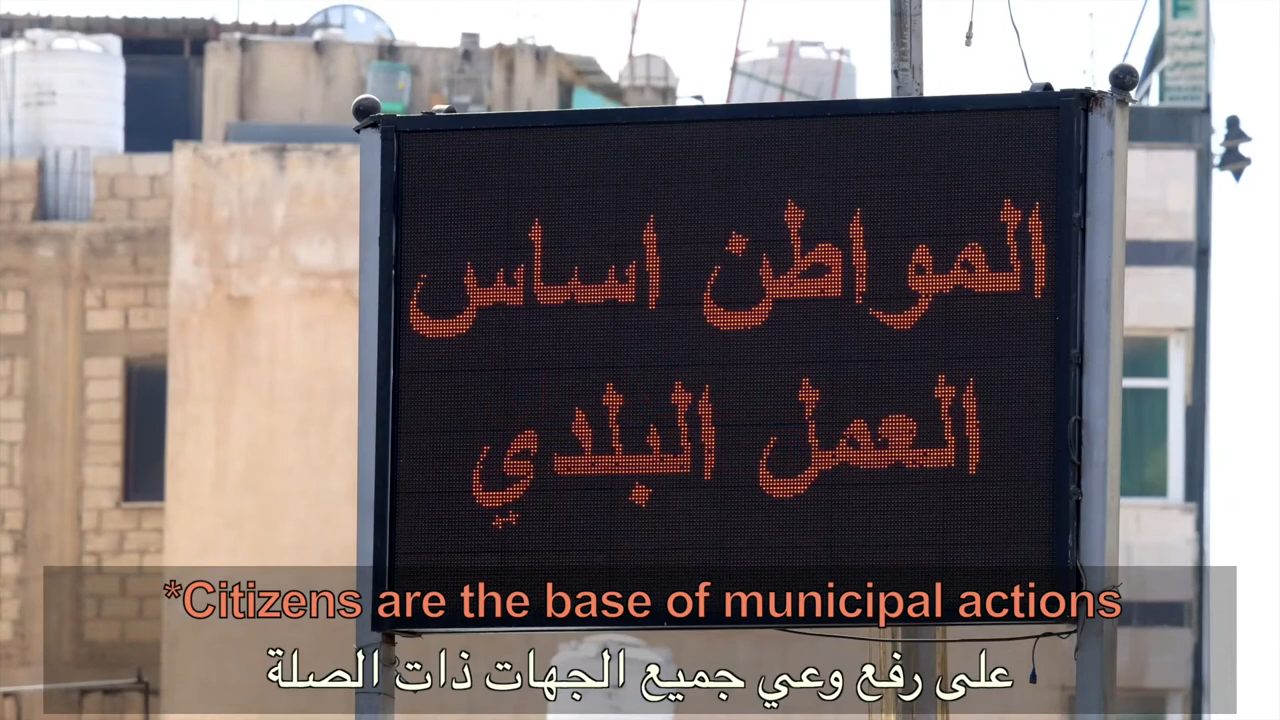 المواطن اساس
العمل البلدي
*Citizens are the base of municipal actions
على رفع وعي جميع الجهات ذات الصلة